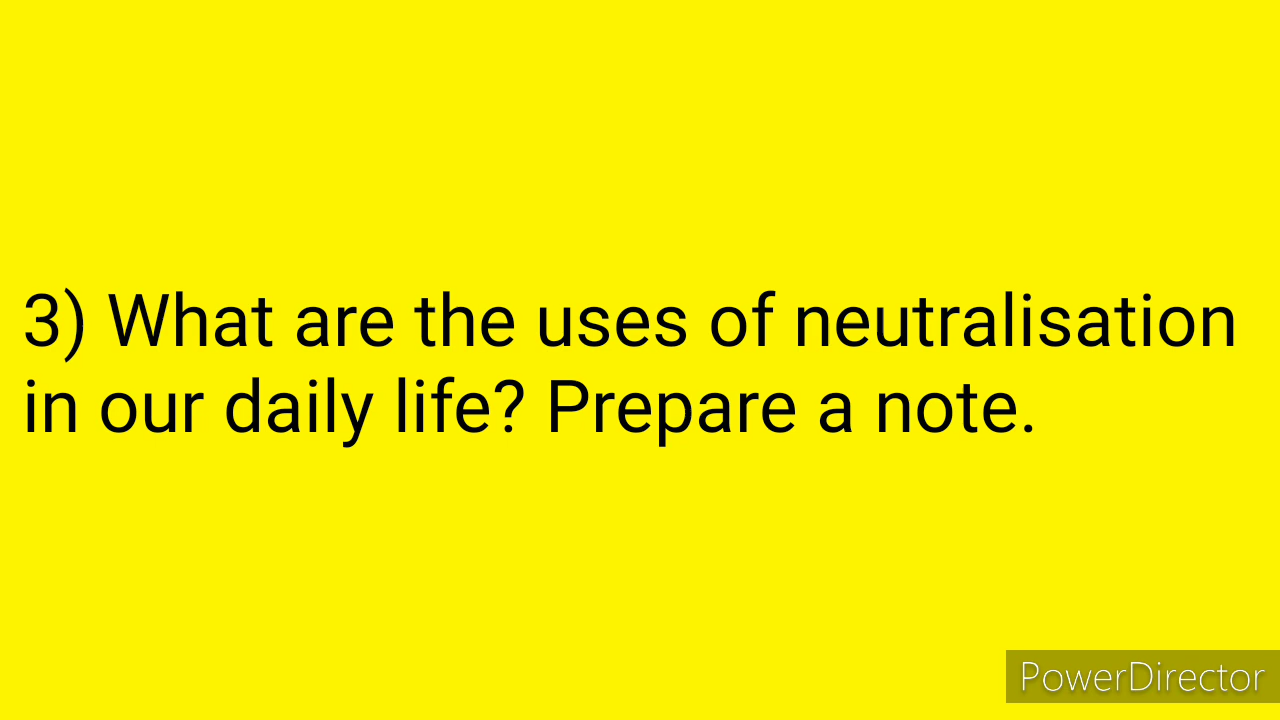 3) What are the uses of neutralisation
in our daily life? Prepare a note.
PowerDirector